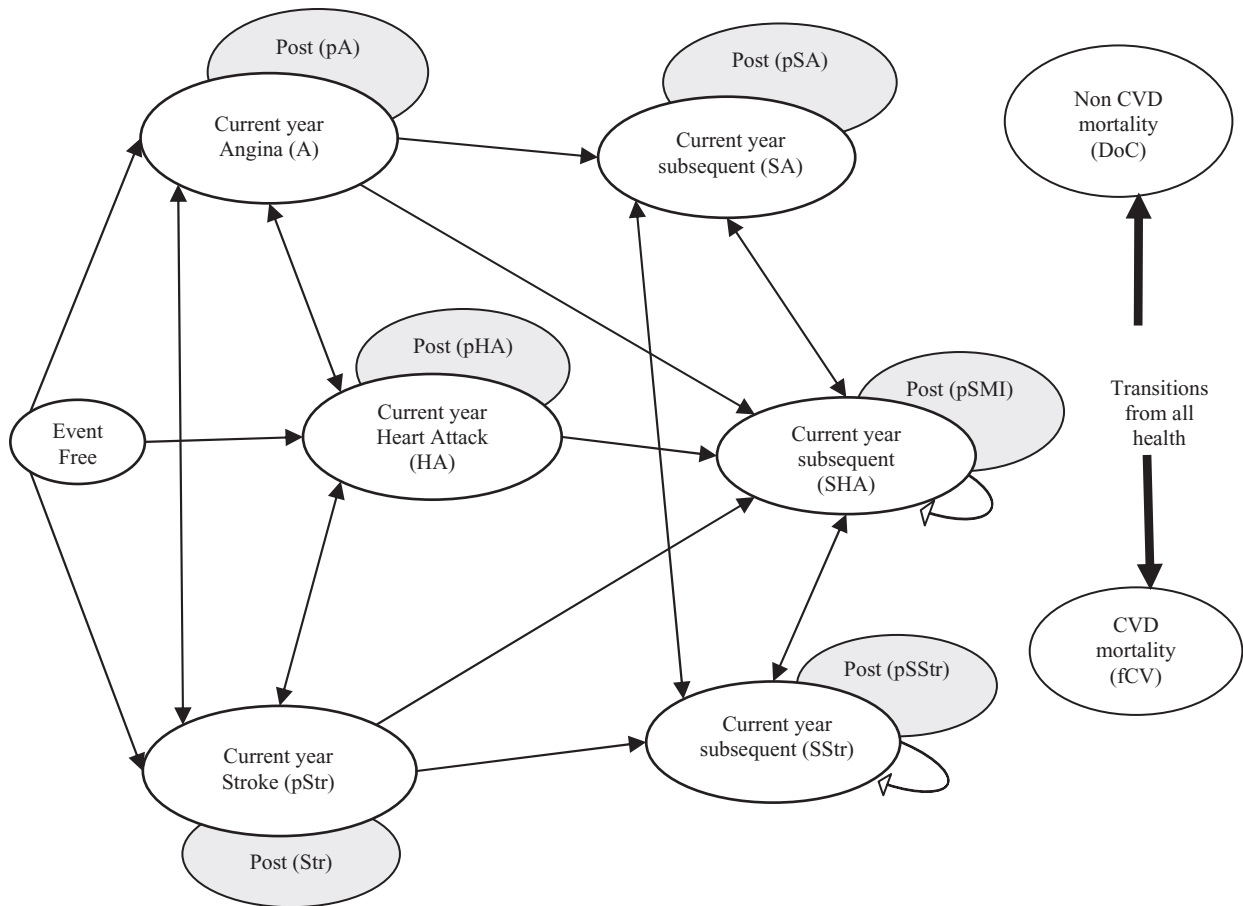 Post (pA)
Current year
Angina (A)
Post (pSA)
Current year
subsequent (SA)
Non CVD
mortality
(DoC)
Post (pHA)
Current year
Heart Attack
(HA)
Event
Free
Post (pSMI)
Current year
subsequent
(SHA)
Transitions
from all
health
Current year
Stroke (pStr)
Post (Str)
Post (pSStr)
Current year
subsequent (SStr)
CVD
mortality
(fCV)